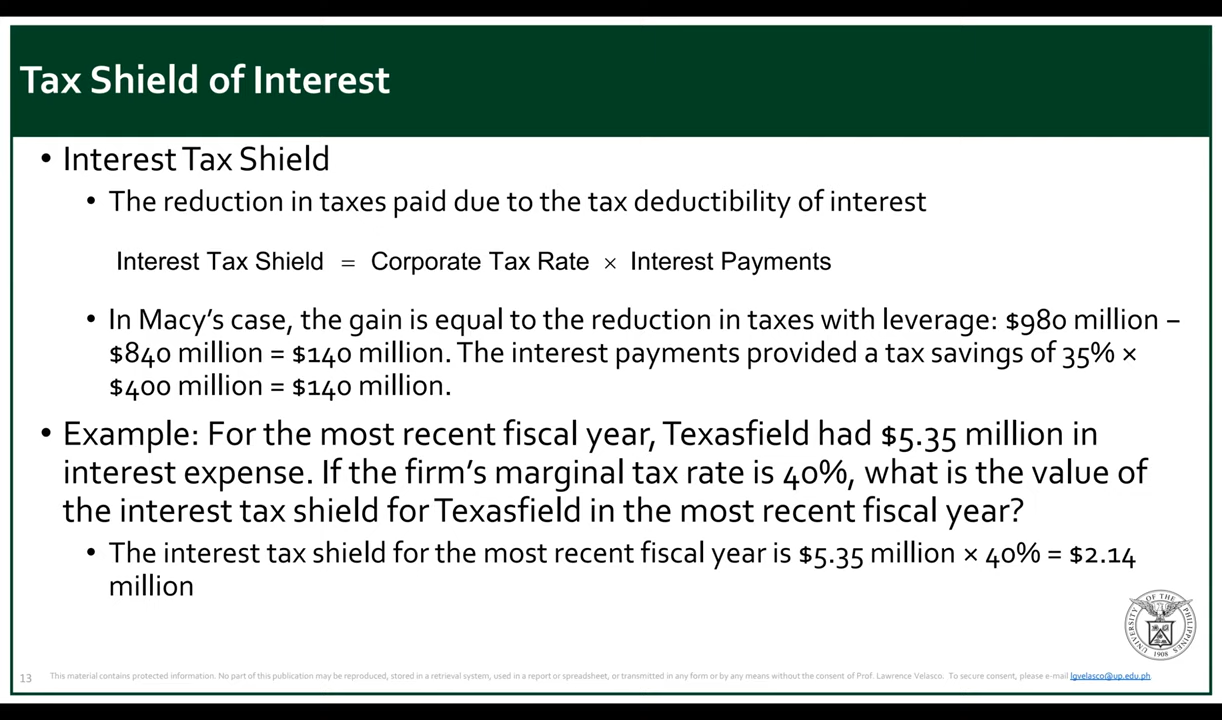 Tax Shield of Interest
• Interest Tax Shield
• The reduction in taxes paid due to the tax deductibility of interest
Interest Tax Shield = Corporate Tax Rate × Interest Payments
• In Macy's case, the gain is equal to the reduction in taxes with leverage: $980 million –
$840 million = $140 million. The interest payments provided a tax savings of 35% ×
$400 million = $140 million.
• Example: For the most recent fiscal year, Texasfield had $5.35 million in
interest expense. If the firm's marginal tax rate is 40%, what is the value of
the interest tax shield for Texasfield in the most recent fiscal year?
• The interest tax shield for the most recent fiscal year is $5.35 million × 40% = $2.14
million
UNIVERSITY OF THE PHILIPPINES
1908
13
This material contains protected information. No part of this publication may be reproduced, stored in a retrieval system, used in a report or spreadsheet, or transmitted in any form or by any means without the consent of Prof. Lawrence Velasco. To secure consent, please e-mail lgvelasco@up.edu.ph